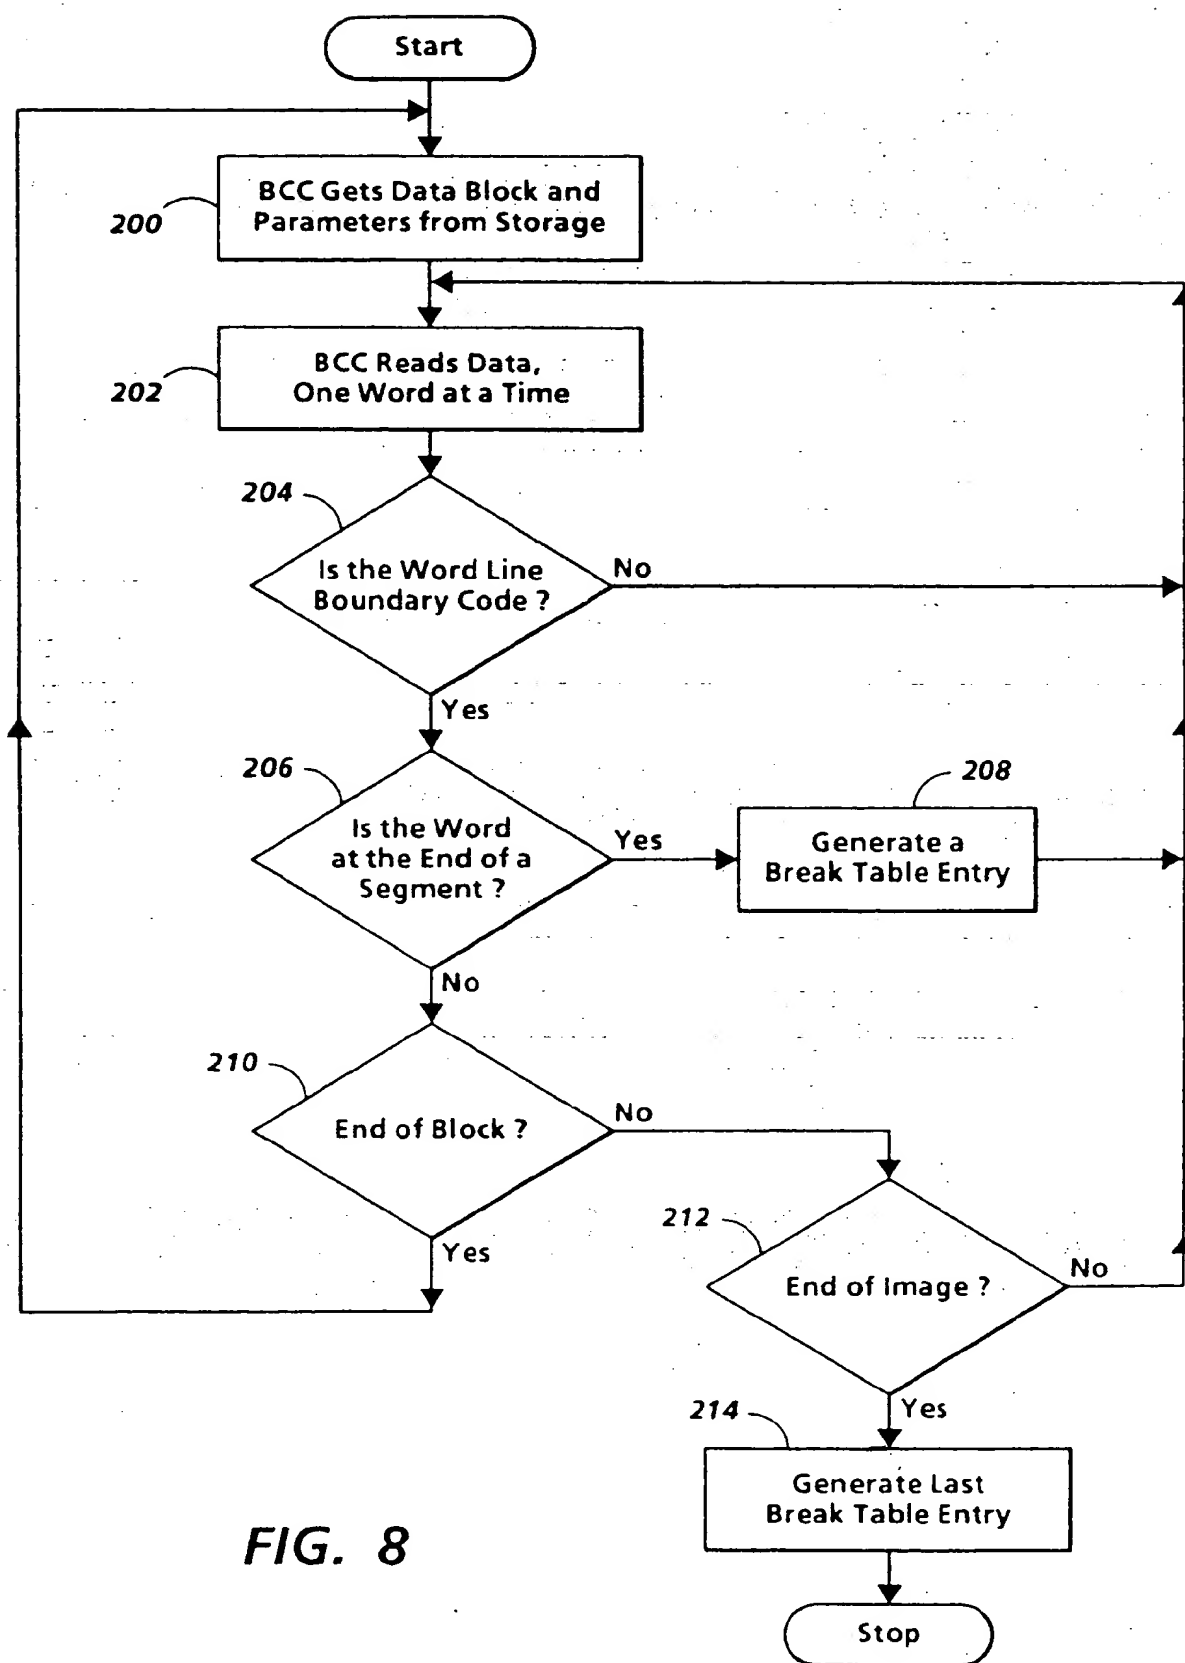 Start
BCC Gets Data Block and
Parameters from Storage
200
BCC Reads Data,
One Word at a Time
202
204
Is the Word Line
Boundary Code ?
No
Yes
206
Is the Word
at the End of a
Segment ?
Yes
208
Generate a
Break Table Entry
No
210
End of Block ?
No
Yes
212
End of Image ?
No
Yes
214
Generate Last
Break Table Entry
FIG. 8
Stop